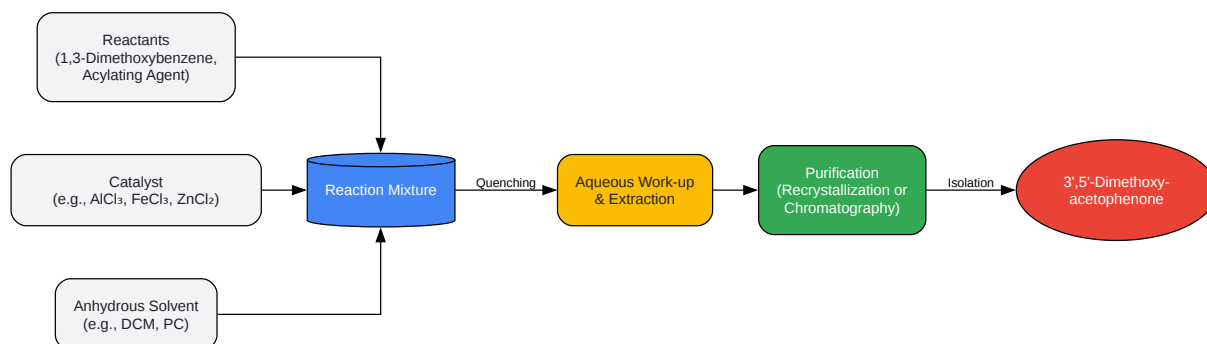 Reactants
(1,3-Dimethoxybenzene,
Acylating Agent)
Catalyst
(e.g., AlCl₃, FeCl₃, ZnCl₂)
Anhydrous Solvent
(e.g., DCM, PC)
Reaction Mixture
Quenching
Aqueous Work-up
& Extraction
Purification
(Recrystallization or
Chromatography)
Isolation
3',5'-Dimethoxy-
acetophenone